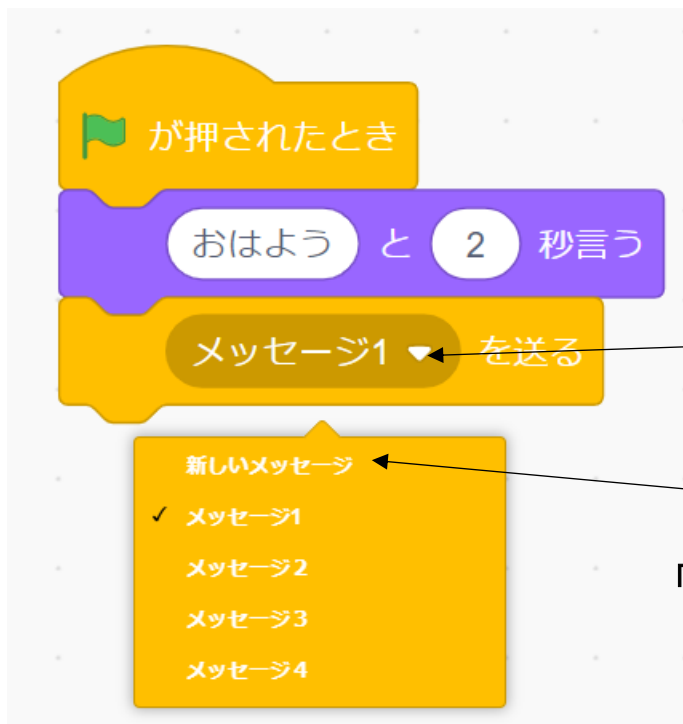 が押されたとき
おはよう と 2 秒言う
メッセージ1 を送る
新しいメッセージ
✓ メッセージ1
メッセージ2
メッセージ3
メッセージ4
「